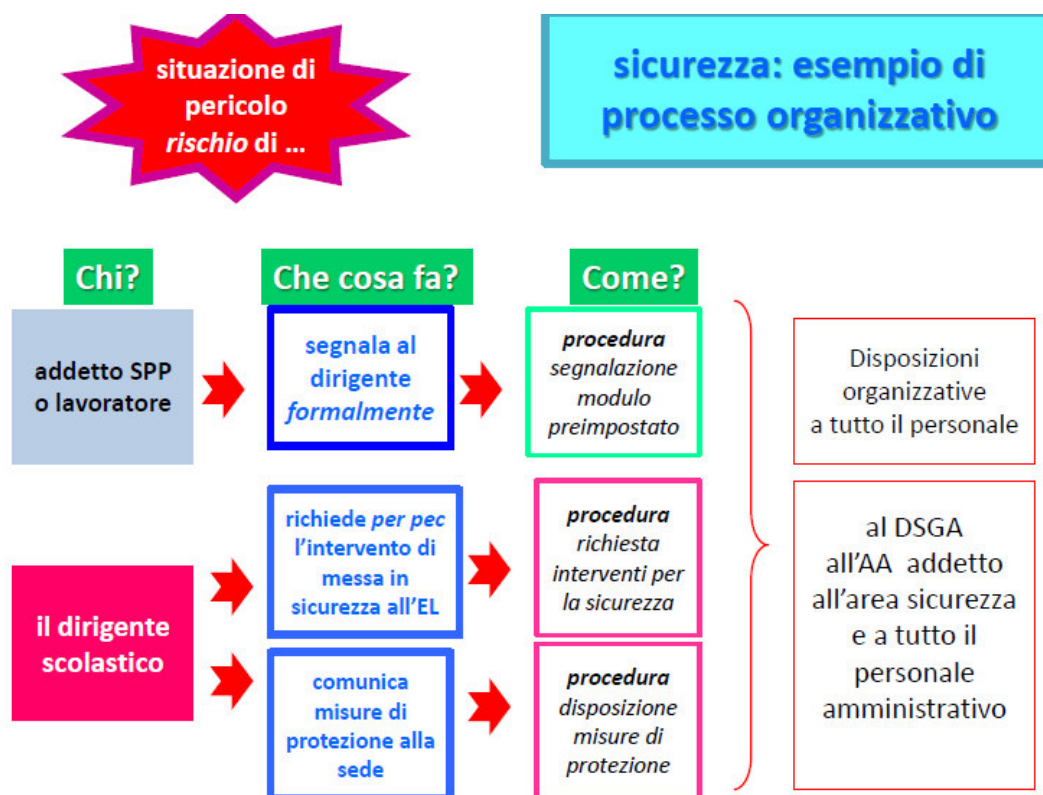 situazione di
pericolo
rischio di ...
sicurezza: esempio di
processo organizzativo
Chi?
Che cosa fa?
Come?
addetto SPP
o lavoratore
segnala al
dirigente
formalmente
procedura
segnalazione
modulo
preimpostato
Disposizioni
organizzative
a tutto il personale
il dirigente
scolastico
richiede per pec
l'intervento di
messa in
sicurezza all'EL
procedura
richiesta
interventi per
la sicurezza
comunica
misure di
protezione alla
sede
procedura
disposizione
misure di
protezione
al DSGA
all'AA addetto
all'area sicurezza
e a tutto il
personale
amministrativo